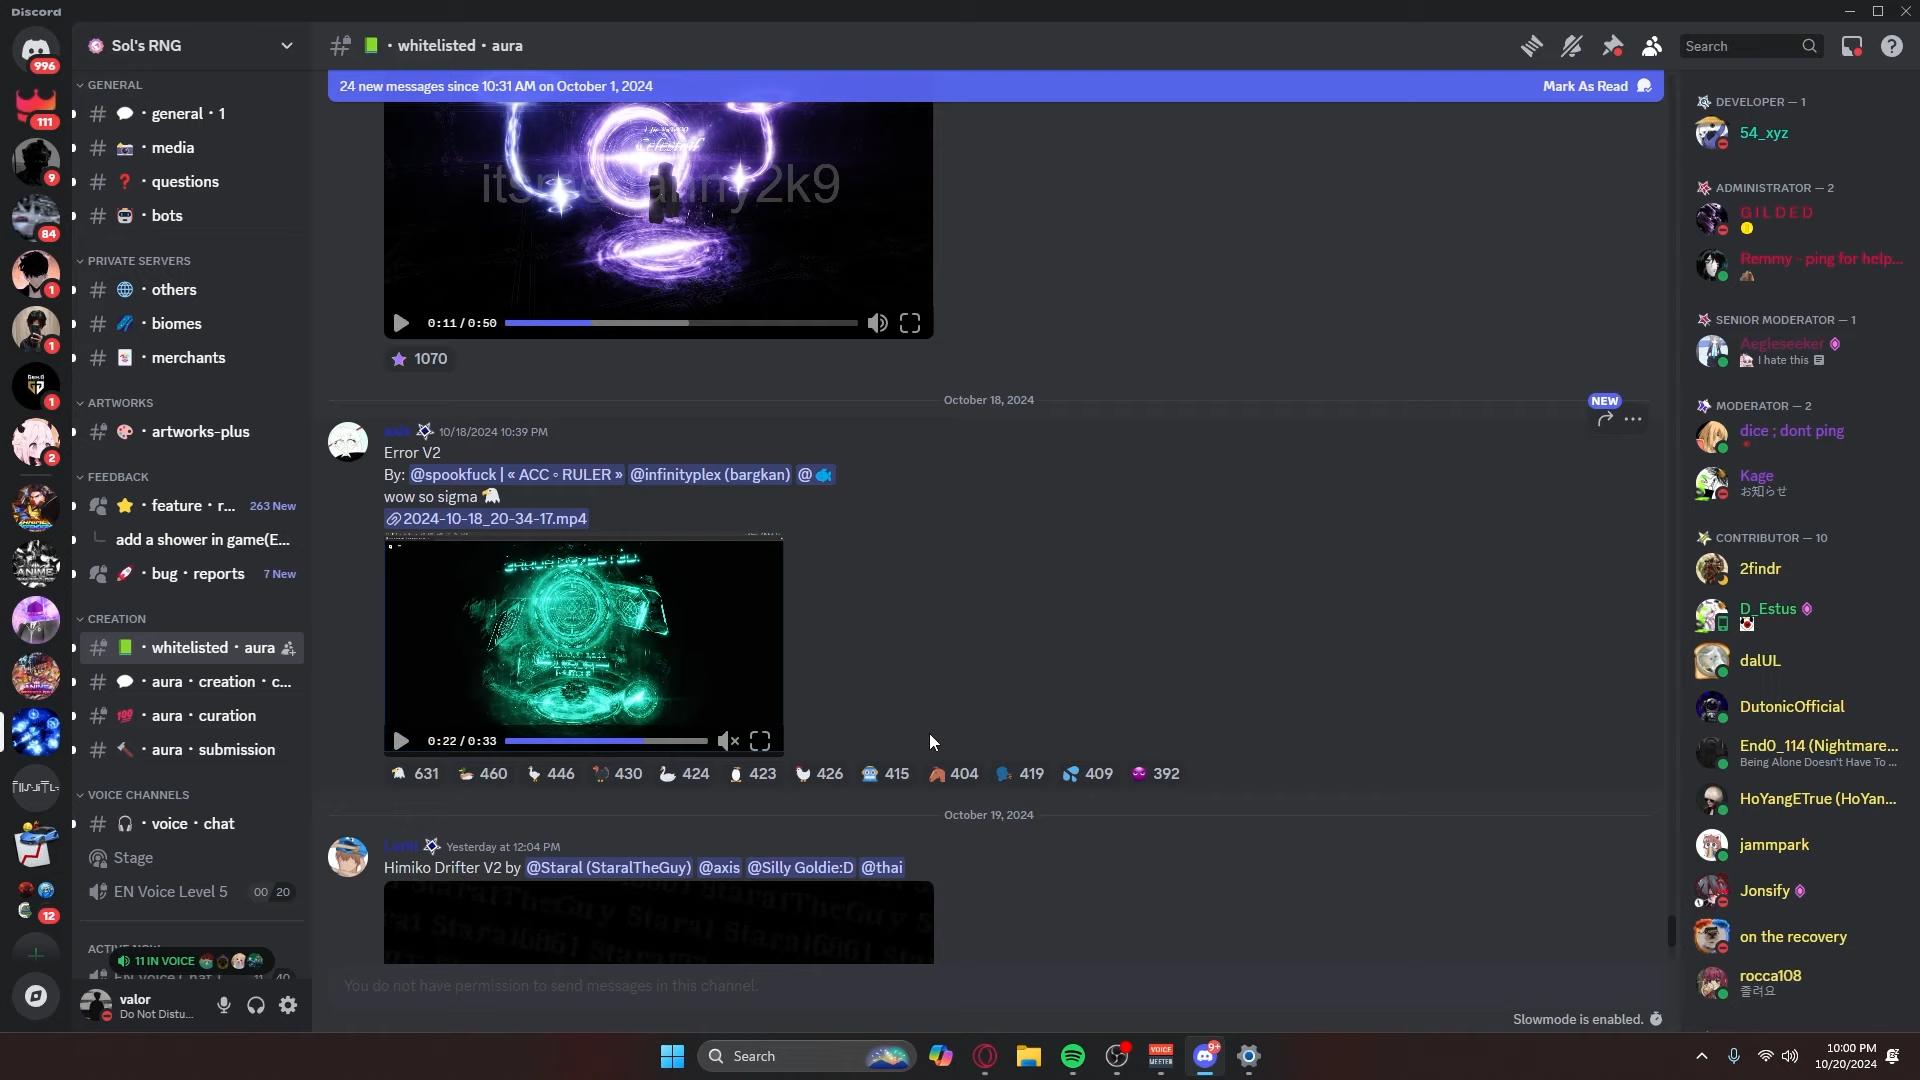 Discord
996
111
9
84
1
1
1
2
12
Sol's RNG
GENERAL
general・1
media
questions
bots
PRIVATE SERVERS
others
biomes
merchants
ARTWORKS
artworks-plus
FEEDBACK
feature・r... 263 New
add a shower in game(E...
bug・reports 7 New
CREATION
whitelisted・aura
aura・creation・c...
aura・curation
aura・submission
VOICE CHANNELS
voice・chat
Stage
EN Voice Level 5 00 20
11 IN VOICE
valor
Do Not Distu...
・whitelisted・aura
Search
24 new messages since 10:31 AM on October 1, 2024 Mark As Read
0:11 / 0:50
1070
October 18, 2024
NEW
axis 10/18/2024 10:39 PM
Error V2
By: @spookfuck | « ACC ◦ RULER » @infinityplex (bargkan) @
wow so sigma
2024-10-18_20-34-17.mp4
0:22 / 0:33
631 460 446 430 424 423 426 415 404 419 409 392
October 19, 2024
Yesterday at 12:04 PM
Himiko Drifter V2 by @Staral (StaralTheGuy) @axis @Silly Goldie:D @thai
You do not have permission to send messages in this channel.
Slowmode is enabled.
DEVELOPER — 1
54_xyz
ADMINISTRATOR — 2
G I L D E D
Remmy - ping for help...
SENIOR MODERATOR — 1
Aegleseeker
I hate this
MODERATOR — 2
dice ; dont ping
Kage
お知らせ
CONTRIBUTOR — 10
2findr
D_Estus
dalUL
DutonicOfficial
End0_114 (Nightmare...
Being Alone Doesn't Have To ...
HoYangETrue (HoYan...
jammpark
Jonsify
on the recovery
rocca108
졸려요
Search
VOICE
MEETER
9+
10:00 PM
10/20/2024